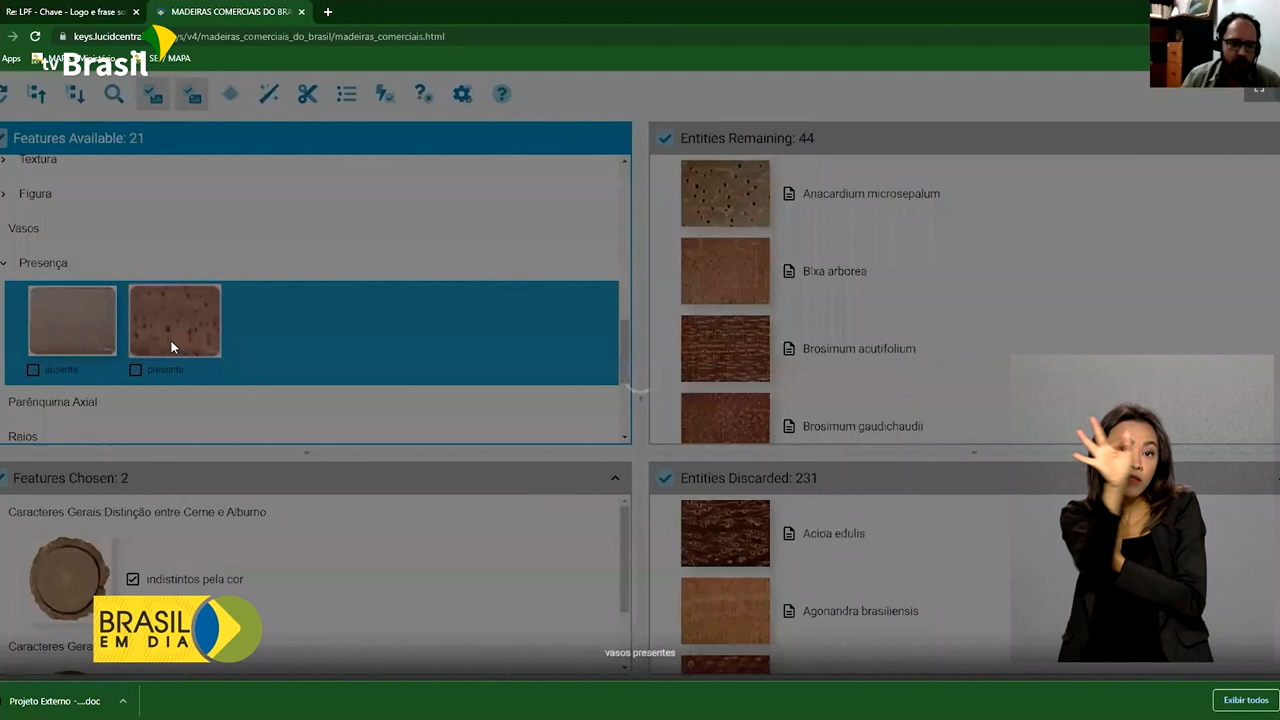 Re: LPF - Chave - Logo e frase so
MADEIRAS COMERCIAIS DO BRA
keys.lucidcentra
s/v4/madeiras_comerciais_do_brasil/madeiras_comerciais.html
Apps
SE / MAPA
tv Brasil
Features Available: 21
Textura
Figura
Vasos
Presença
ausente
presente
Parênquima Axial
Raios
Entities Remaining: 44
Anacardium microsepalum
Bixa arborea
Brosimum acutifolium
Brosimum gaudichaudii
Features Chosen: 2
Caracteres Gerais:Distinção entre Cerne e Alburno
indistintos pela cor
Caracteres Gera
Entities Discarded: 231
Acioa edulis
Agonandra brasiliensis
BRASIL
EM DIA
vasos presentes
Projeto Externo -....doc
Exibir todos